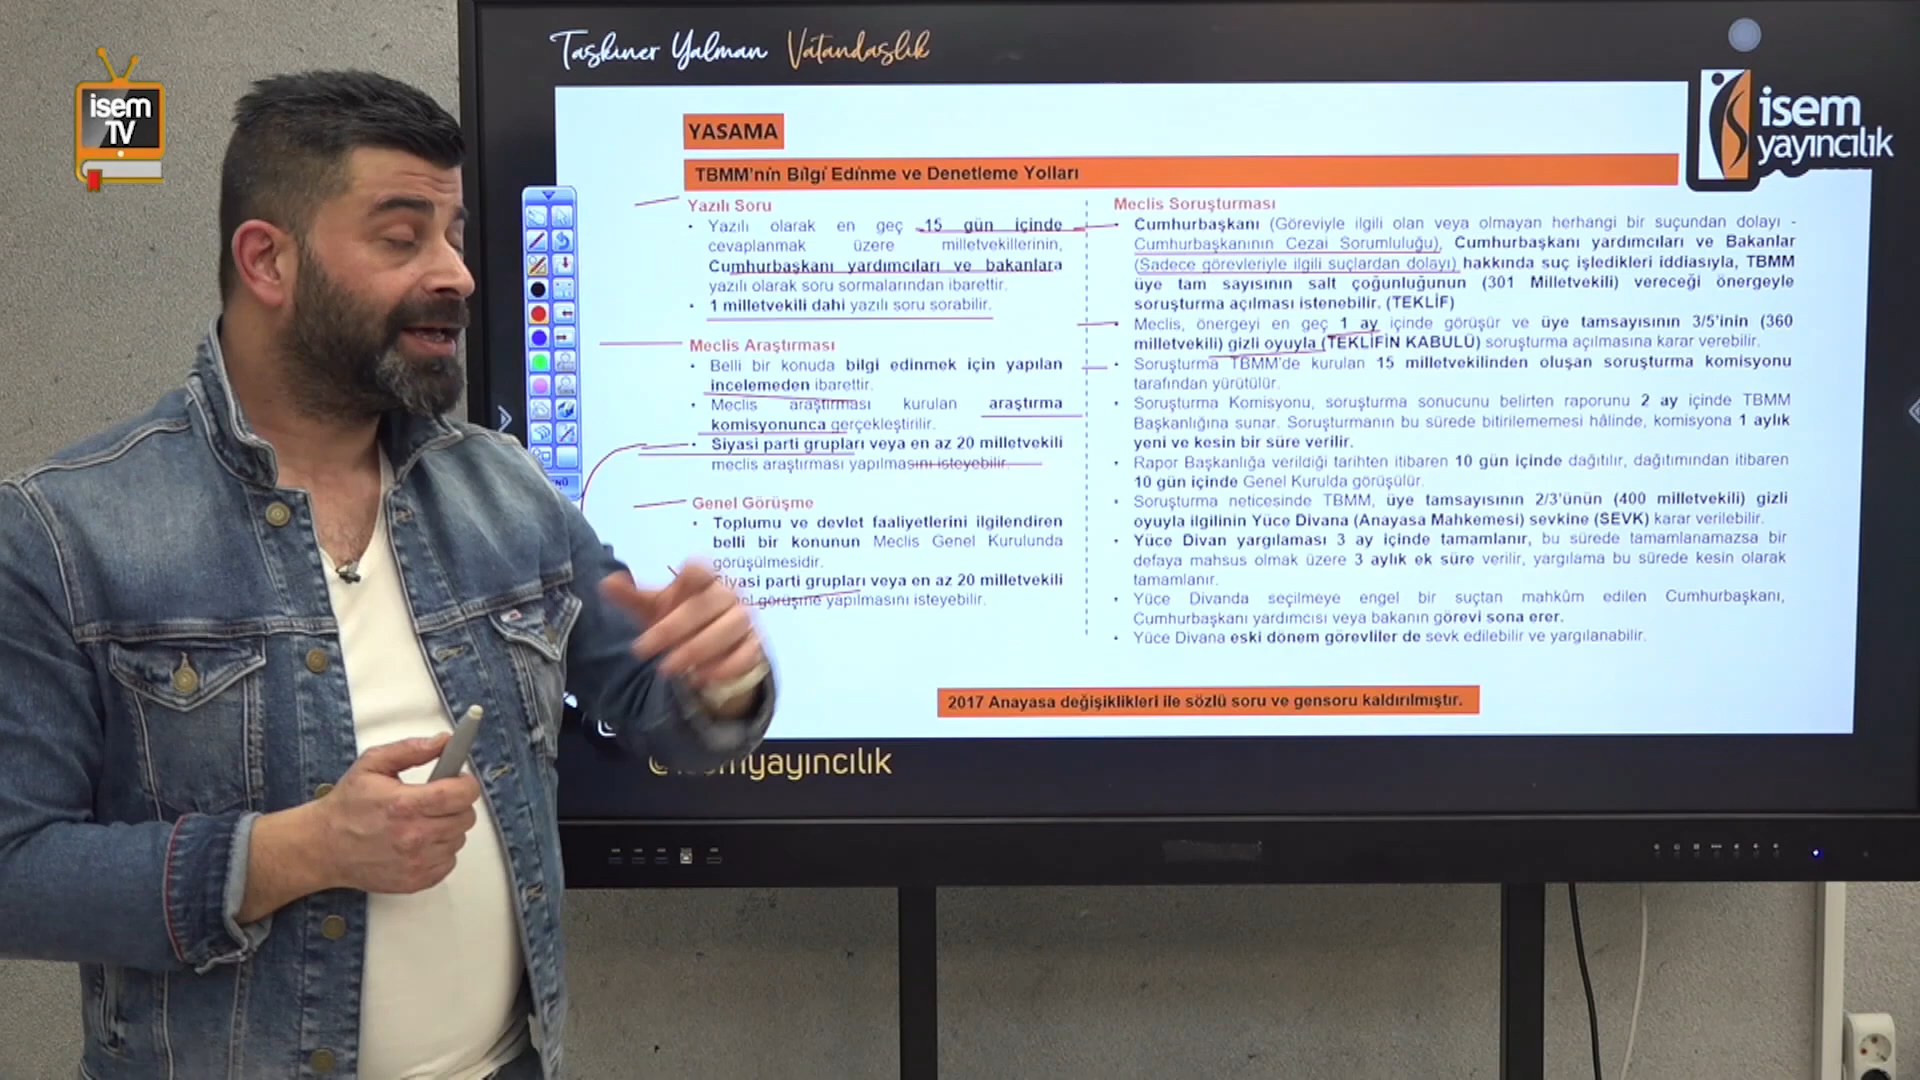 isem
TV
Taşkıner Yalman Vatandaşlık
isem
yayıncılık
YASAMA
TBMM'nin Bilgi Edinme ve Denetleme Yolları
Yazılı Soru
• Yazılı olarak en geç 15 gün içinde
cevaplanmak üzere milletvekillerinin,
Cumhurbaşkanı yardımcıları ve bakanlara
yazılı olarak soru sormalarından ibarettir.
• 1 milletvekili dahi yazılı soru sorabilir.
Meclis Araştırması
• Belli bir konuda bilgi edinmek için yapılan
incelemeden ibarettir.
• Meclis araştırması kurulan araştırma
komisyonunca gerçekleştirilir.
• Siyasi parti grupları veya en az 20 milletvekili
meclis araştırması yapılmasını isteyebilir.
Genel Görüşme
• Toplumu ve devlet faaliyetlerini ilgilendiren
belli bir konunun Meclis Genel Kurulunda
görüşülmesidir.
Siyasi parti grupları veya en az 20 milletvekili
görüşme yapılmasını isteyebilir.
Meclis Soruşturması
• Cumhurbaşkanı (Göreviyle ilgili olan veya olmayan herhangi bir suçundan dolayı -
Cumhurbaşkanının Cezai Sorumluluğu), Cumhurbaşkanı yardımcıları ve Bakanlar
(Sadece görevleriyle ilgili suçlardan dolayı) hakkında suç işledikleri iddiasıyla, TBMM
üye tam sayısının salt çoğunluğunun (301 Milletvekili) vereceği önergeyle
soruşturma açılması istenebilir. (TEKLİF)
• Meclis, önergeyi en geç 1 ay içinde görüşür ve üye tamsayısının 3/5'inin (360
milletvekili) gizli oyuyla (TEKLİFİN KABULÜ) soruşturma açılmasına karar verebilir.
• Soruşturma TBMM'de kurulan 15 milletvekilinden oluşan soruşturma komisyonu
tarafından yürütülür.
• Soruşturma Komisyonu, soruşturma sonucunu belirten raporunu 2 ay içinde TBMM
Başkanlığına sunar. Soruşturmanın bu sürede bitirilememesi hâlinde, komisyona 1 aylık
yeni ve kesin bir süre verilir.
• Rapor Başkanlığa verildiği tarihten itibaren 10 gün içinde dağıtılır, dağıtımından itibaren
10 gün içinde Genel Kurulda görüşülür.
• Soruşturma neticesinde TBMM, üye tamsayısının 2/3'ünün (400 milletvekili) gizli
oyuyla ilgilinin Yüce Divana (Anayasa Mahkemesi) sevkine (SEVK) karar verilebilir.
• Yüce Divan yargılaması 3 ay içinde tamamlanır, bu sürede tamamlanamazsa bir
defaya mahsus olmak üzere 3 aylık ek süre verilir, yargılama bu sürede kesin olarak
tamamlanır.
• Yüce Divanda seçilmeye engel bir suçtan mahkûm edilen Cumhurbaşkanı,
Cumhurbaşkanı yardımcısı veya bakanın görevi sona erer.
• Yüce Divana eski dönem görevliler de sevk edilebilir ve yargılanabilir.
2017 Anayasa değişiklikleri ile sözlü soru ve gensoru kaldırılmıştır.
@isemyayıncılık